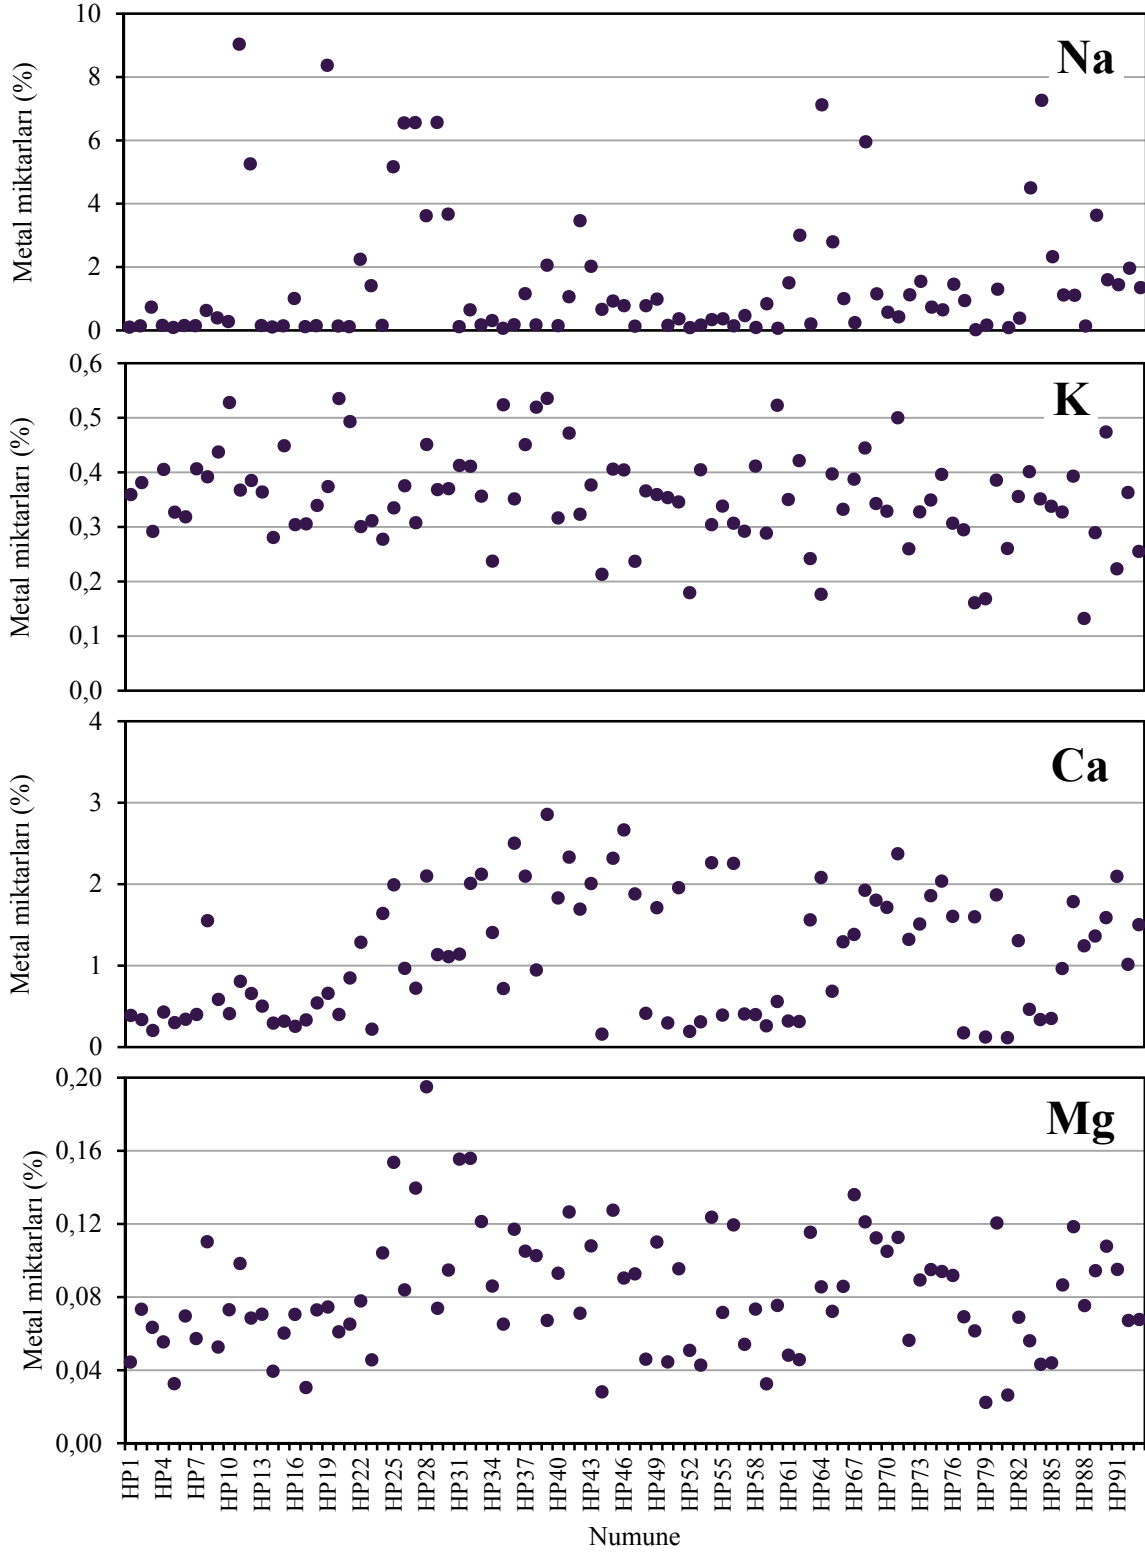 10
8
6
4
2
0
Metal miktarları (%)
Na
0,6
0,5
0,4
0,3
0,2
0,1
0,0
Metal miktarları (%)
K
4
3
2
1
0
Metal miktarları (%)
Ca
0,20
0,16
0,12
0,08
0,04
0,00
Metal miktarları (%)
Mg
HP1
HP4
HP7
HP10
HP13
HP16
HP19
HP22
HP25
HP28
HP31
HP34
HP37
HP40
HP43
HP46
HP49
HP52
HP55
HP58
HP61
HP64
HP67
HP70
HP73
HP76
HP79
HP82
HP85
HP88
HP91
Numune